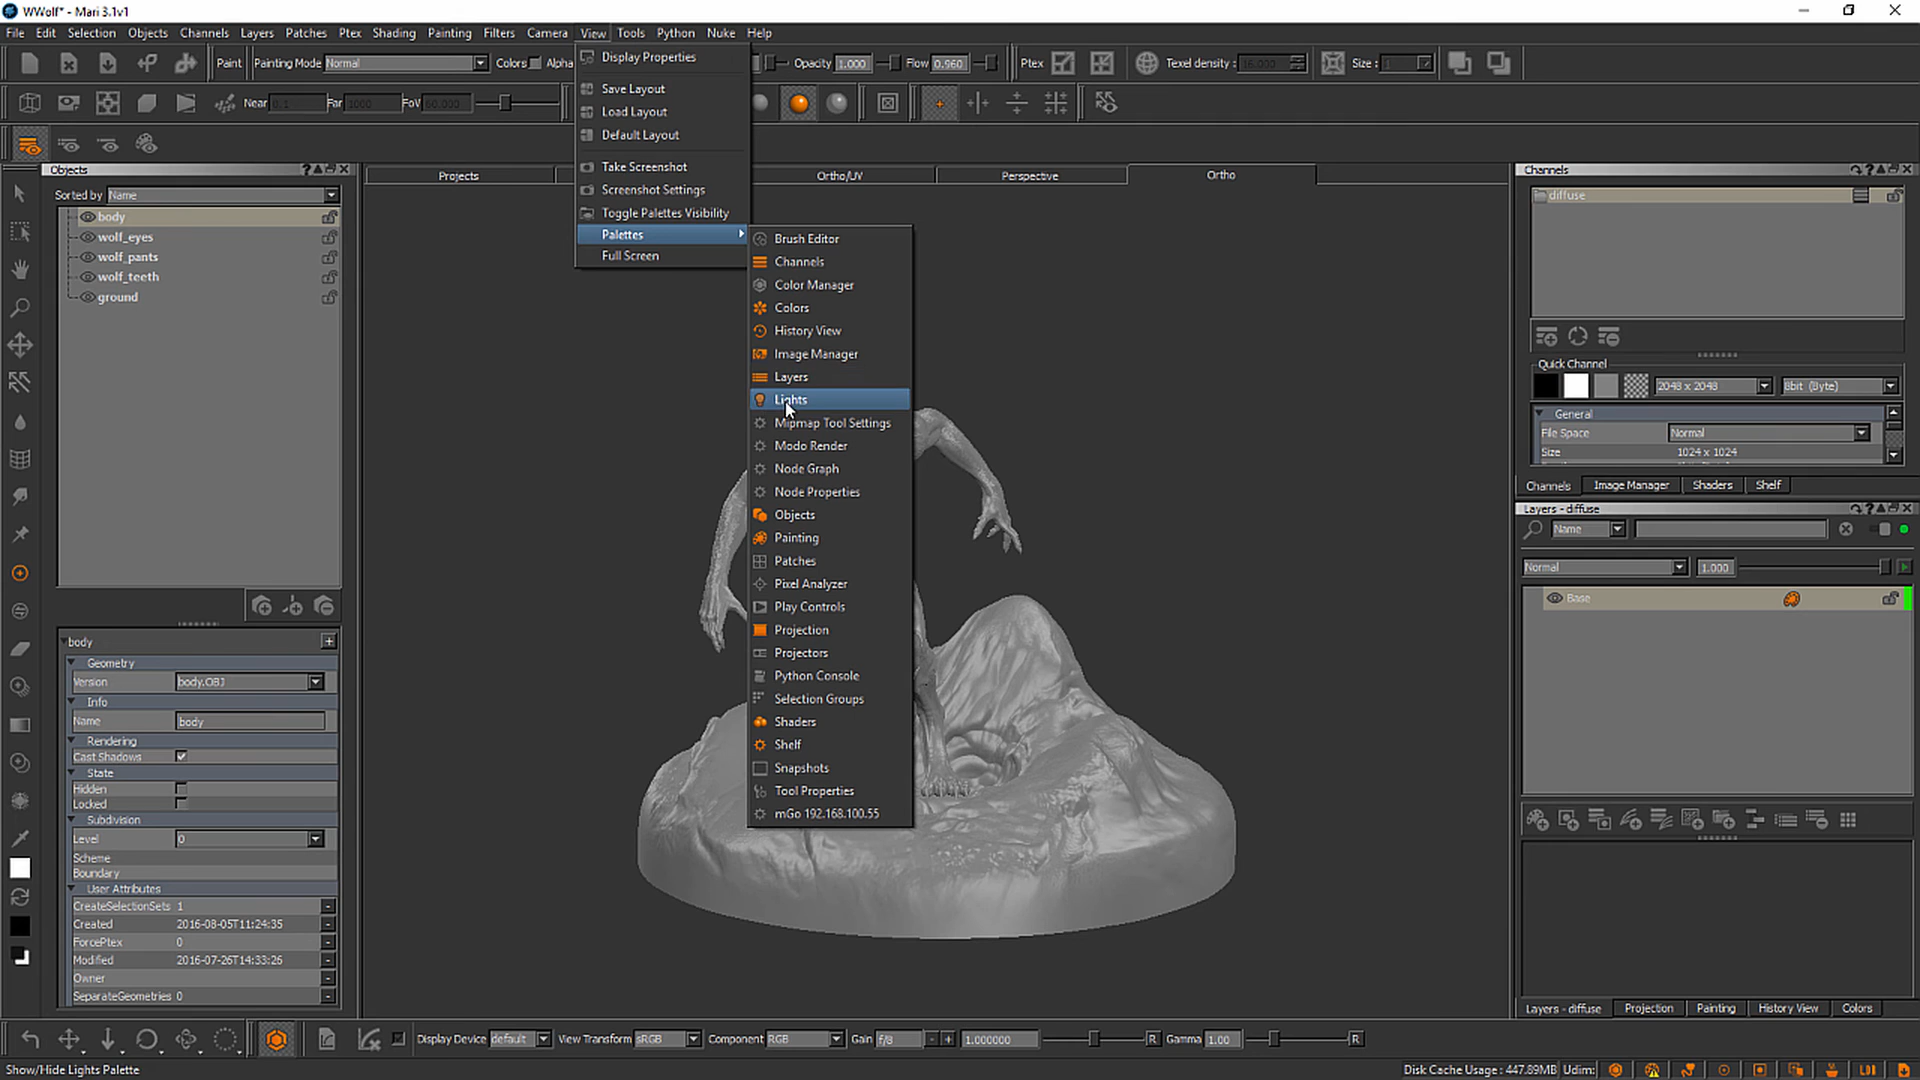 WWolf* - Mari 3.1v1
File Edit Selection Objects Channels Layers Patches Ptex Shading Painting Filters Camera View Tools Python Nuke Help
Paint Painting Mode Normal Colors Alpha Opacity 1.000 Flow 0.960 Ptex Texel density : 16.000 Size : 1
Near 0.1 Far 1000 FoV 60.000
Display Properties
Save Layout
Load Layout
Default Layout
Take Screenshot
Screenshot Settings
Toggle Palettes Visibility
Palettes
Full Screen
Brush Editor
Channels
Color Manager
Colors
History View
Image Manager
Layers
Lights
Mipmap Tool Settings
Modo Render
Node Graph
Node Properties
Objects
Painting
Patches
Pixel Analyzer
Play Controls
Projection
Projectors
Python Console
Selection Groups
Shaders
Shelf
Snapshots
Tool Properties
mGo 192.168.100.55
Objects
Sorted by Name
body
wolf_eyes
wolf_pants
wolf_teeth
ground
body
Geometry
Version body.OBJ
Info
Name body
Rendering
Cast Shadows
State
Hidden
Locked
Subdivision
Level 0
Scheme
Boundary
User Attributes
CreateSelectionSets 1
Created 2016-08-05T11:24:35
ForcePtex 0
Modified 2016-07-26T14:33:26
Owner
SeparateGeometries 0
Projects Ortho/UV Perspective Ortho
Channels
diffuse
Quick Channel
2048 x 2048 8bit (Byte)
General
File Space Normal
Size 1024 x 1024
Channels Image Manager Shaders Shelf
Layers - diffuse
Name
Normal 1.000
Base
Layers - diffuse Projection Painting History View Colors
Display Device default View Transform sRGB Component RGB Gain f/8 - + 1.000000 R Gamma 1.00 R
Show/Hide Lights Palette
Disk Cache Usage : 447.89MB Udim: